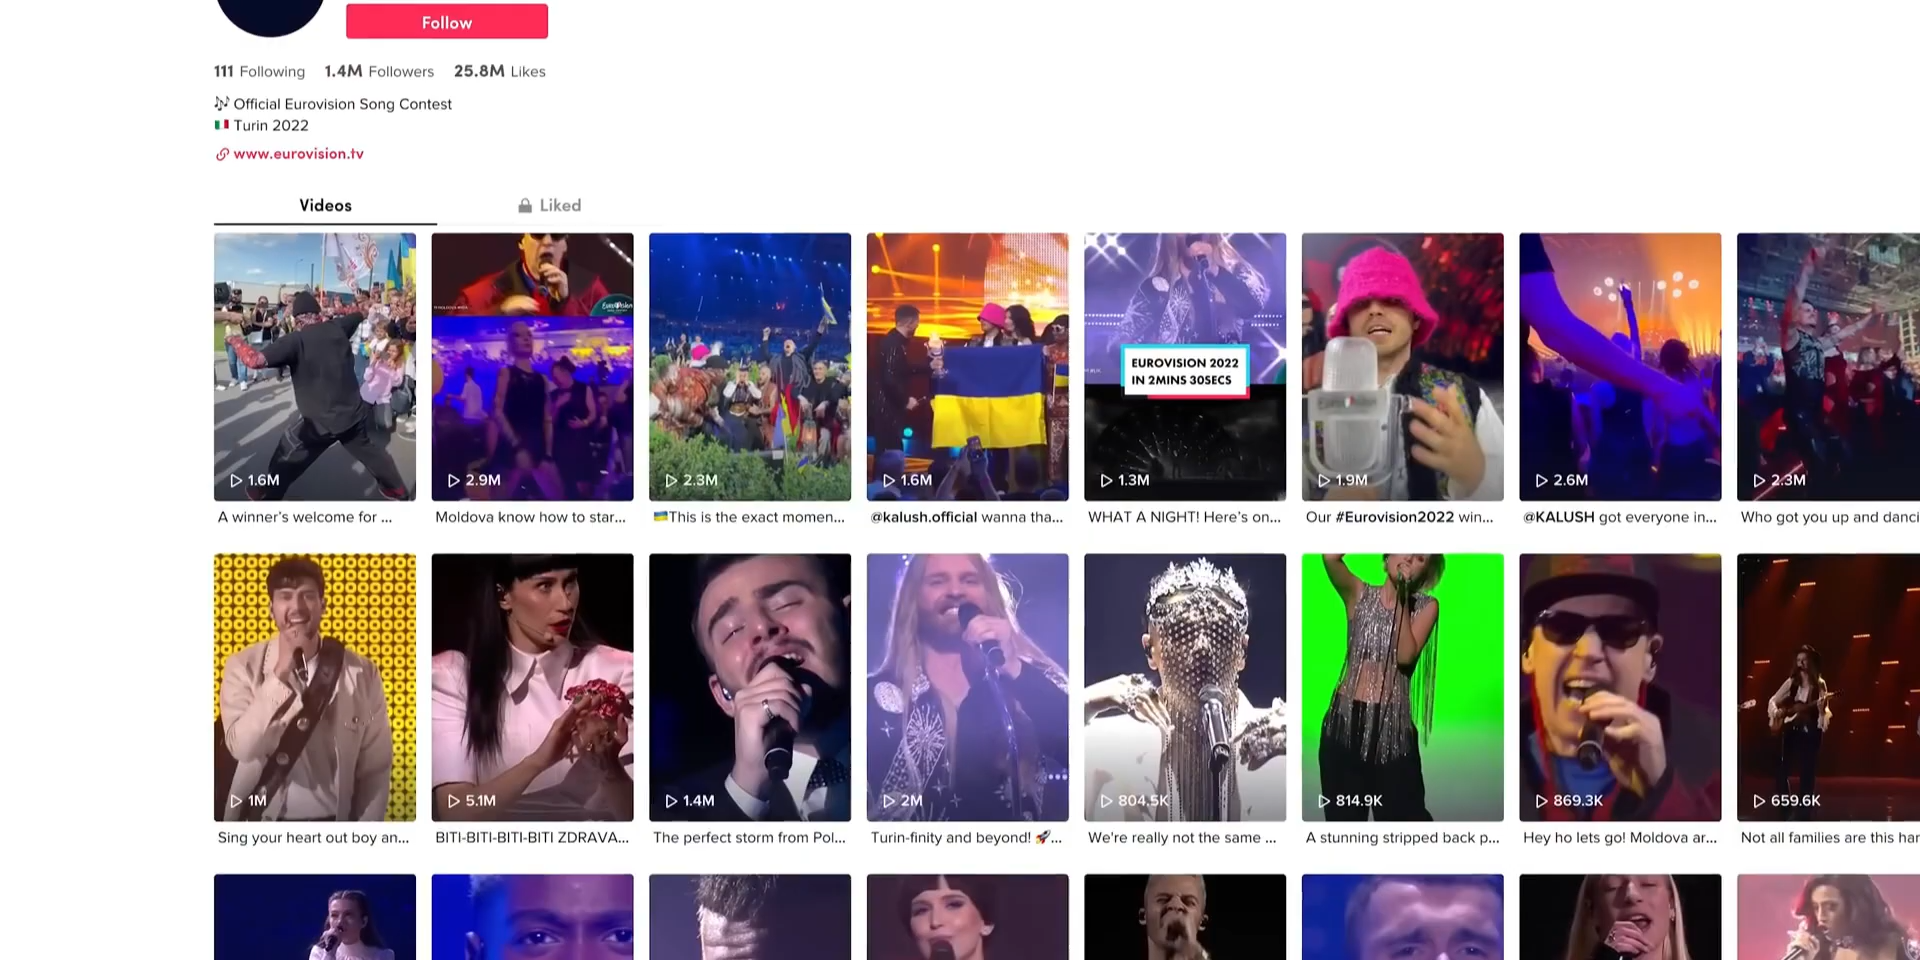 Follow
111 Following 1.4M Followers 25.8M Likes
Official Eurovision Song Contest
Turin 2022
www.eurovision.tv
Videos
Liked
EUROVISION 2022
IN 2MINS 30SECS
1.6M
2.9M
2.3M
1.6M
1.3M
1.9M
2.6M
2.3M
A winner's welcome for ...
Moldova know how to star...
This is the exact momen...
@kalush.official wanna tha...
WHAT A NIGHT! Here's on...
Our #Eurovision2022 win...
@KALUSH got everyone in...
Who got you up and danci
1M
5.1M
1.4M
2M
804.5K
814.9K
869.3K
659.6K
Sing your heart out boy an...
BITI-BITI-BITI-BITI ZDRAVA...
The perfect storm from Pol...
Turin-finity and beyond! 🚀...
We're really not the same ...
A stunning stripped back p...
Hey ho lets go! Moldova ar...
Not all families are this har